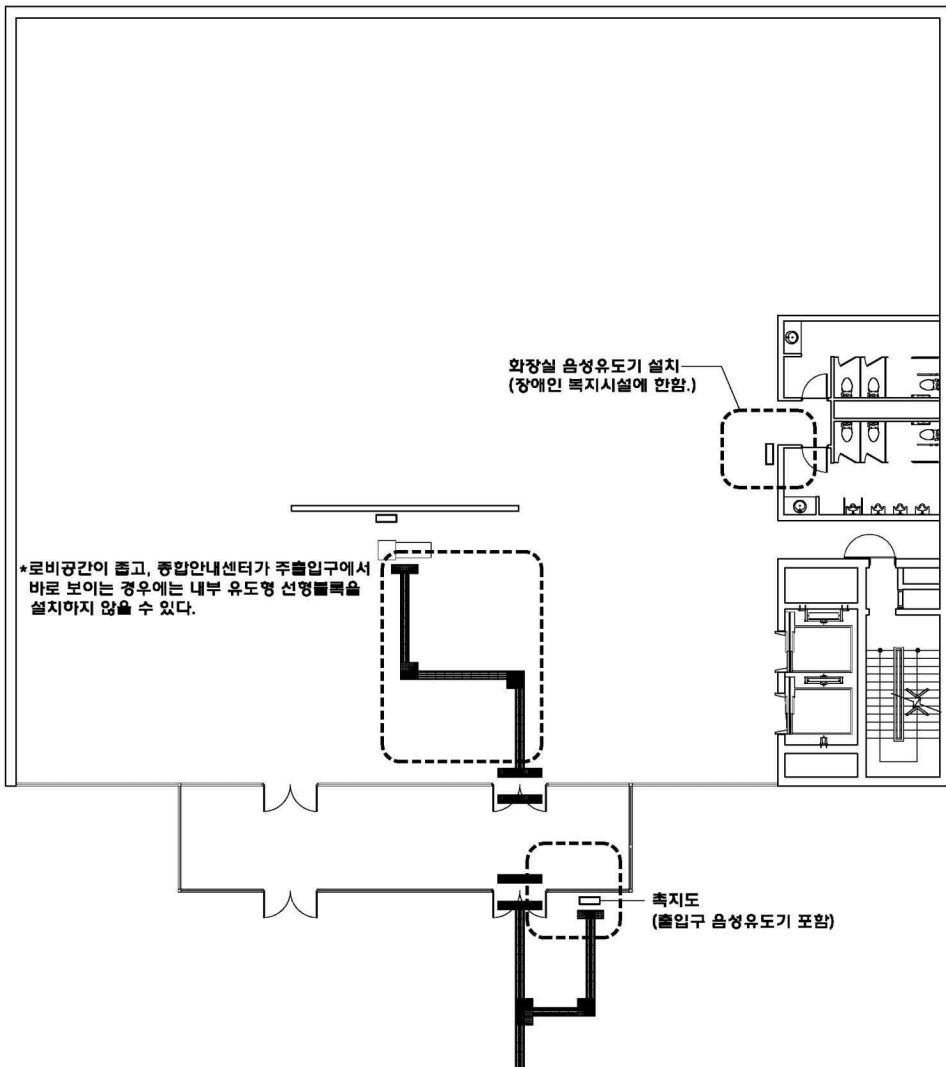 화장실 음성유도기 설치
(장애인 복지시설에 한함.)
*로비공간이 좁고, 종합안내센터가 주출입구에서
바로 보이는 경우에는 내부 유도형 선형블록을
설치하지 않을 수 있다.
촉지도
(출입구 음성유도기 포함)